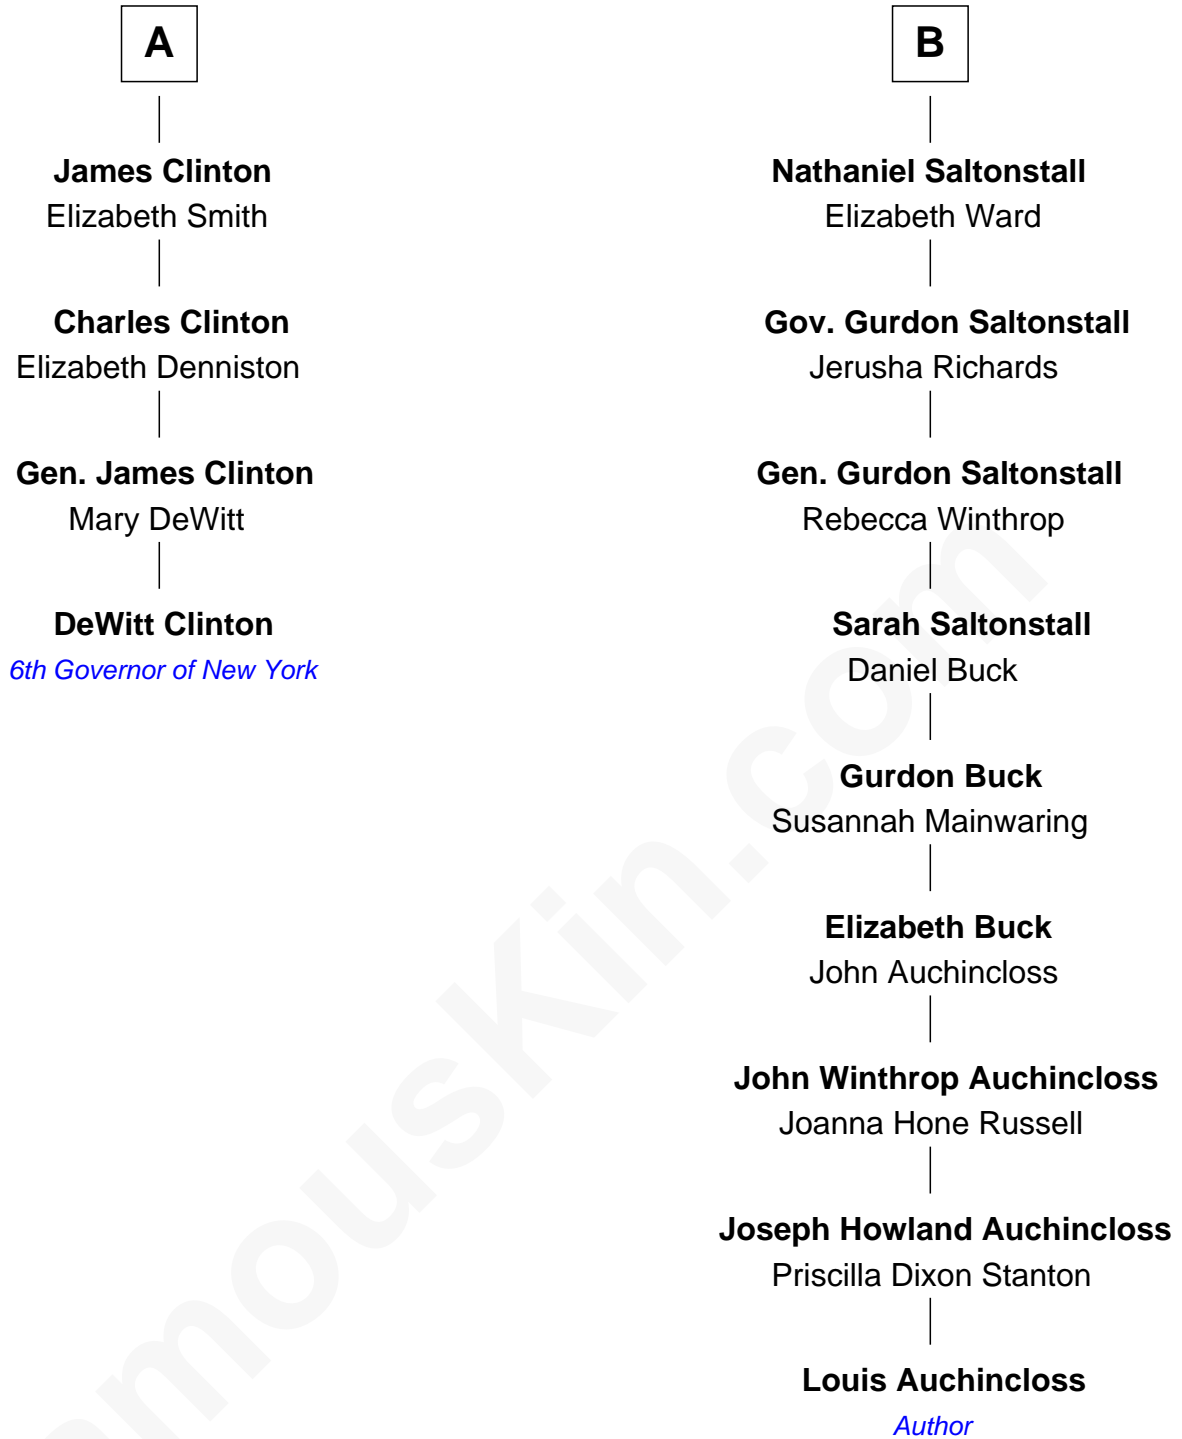 A
James Clinton
Elizabeth Smith
Charles Clinton
Elizabeth Denniston
Gen. James Clinton
Mary DeWitt
DeWitt Clinton
6th Governor of New York
B
Nathaniel Saltonstall
Elizabeth Ward
Gov. Gurdon Saltonstall
Jerusha Richards
Gen. Gurdon Saltonstall
Rebecca Winthrop
Sarah Saltonstall
Daniel Buck
Gurdon Buck
Susannah Mainwaring
Elizabeth Buck
John Auchincloss
John Winthrop Auchincloss
Joanna Hone Russell
Joseph Howland Auchincloss
Priscilla Dixon Stanton
Louis Auchincloss
Author
amouskin.com